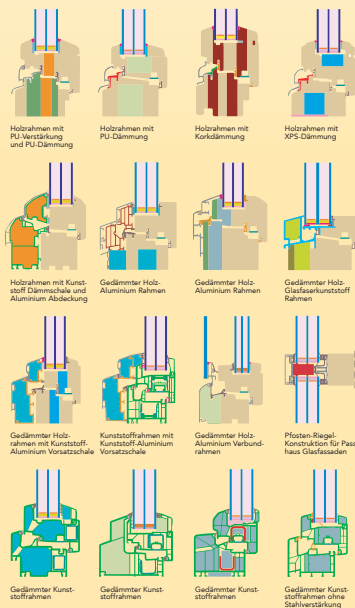 Holzrahmen mit
PU-Verstärkung
und PU-Dämmung
Holzrahmen mit
PU-Dämmung
Holzrahmen mit
Korkdämmung
Holzrahmen mit
XPS-Dämmung
Holzrahmen mit Kunst-
stoff Dämmschale und
Aluminium Abdeckung
Gedämmter Holz-
Aluminium Rahmen
Gedämmter Holz-
Aluminium Rahmen
Gedämmter Holz-
Glasfaserkunststoff
Rahmen
Gedämmter Holz-
rahmen mit Kunststoff-
Aluminium Vorsatzschale
Kunststoffrahmen mit
Kunststoff-Aluminium
Vorsatzschale
Gedämmter Holz-
Aluminium Verbund-
rahmen
Pfosten-Riegel-
Konstruktion für Pass
haus Glasfassaden
Gedämmter Kunst-
stoffrahmen
Gedämmter Kunst-
stoffrahmen
Gedämmter Kunst-
stoffrahmen
Gedämmter Kunst-
stoffrahmen ohne
Stahlverstärkung